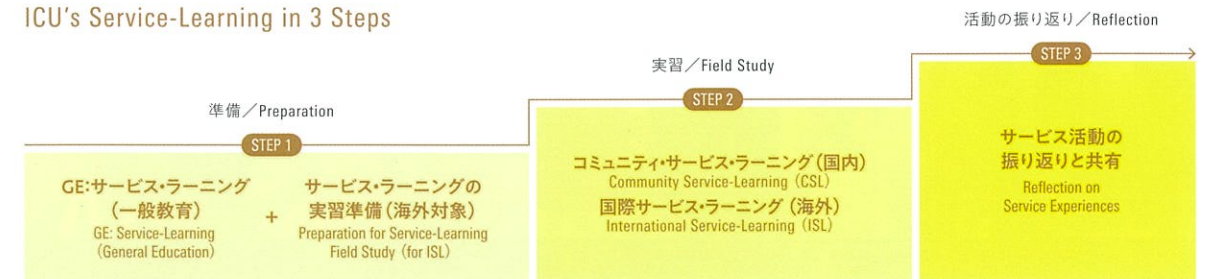 ICU's Service-Learning in 3 Steps
準備／Preparation
STEP 1
GE:サービス・ラーニング
（一般教育）
GE: Service-Learning
(General Education)
+
サービス・ラーニングの
実習準備（海外対象）
Preparation for Service-Learning
Field Study (for ISL)
実習／Field Study
STEP 2
コミュニティ・サービス・ラーニング（国内）
Community Service-Learning (CSL)
国際サービス・ラーニング（海外）
International Service-Learning (ISL)
活動の振り返り／Reflection
STEP 3
サービス活動の
振り返りと共有
Reflection on
Service Experiences